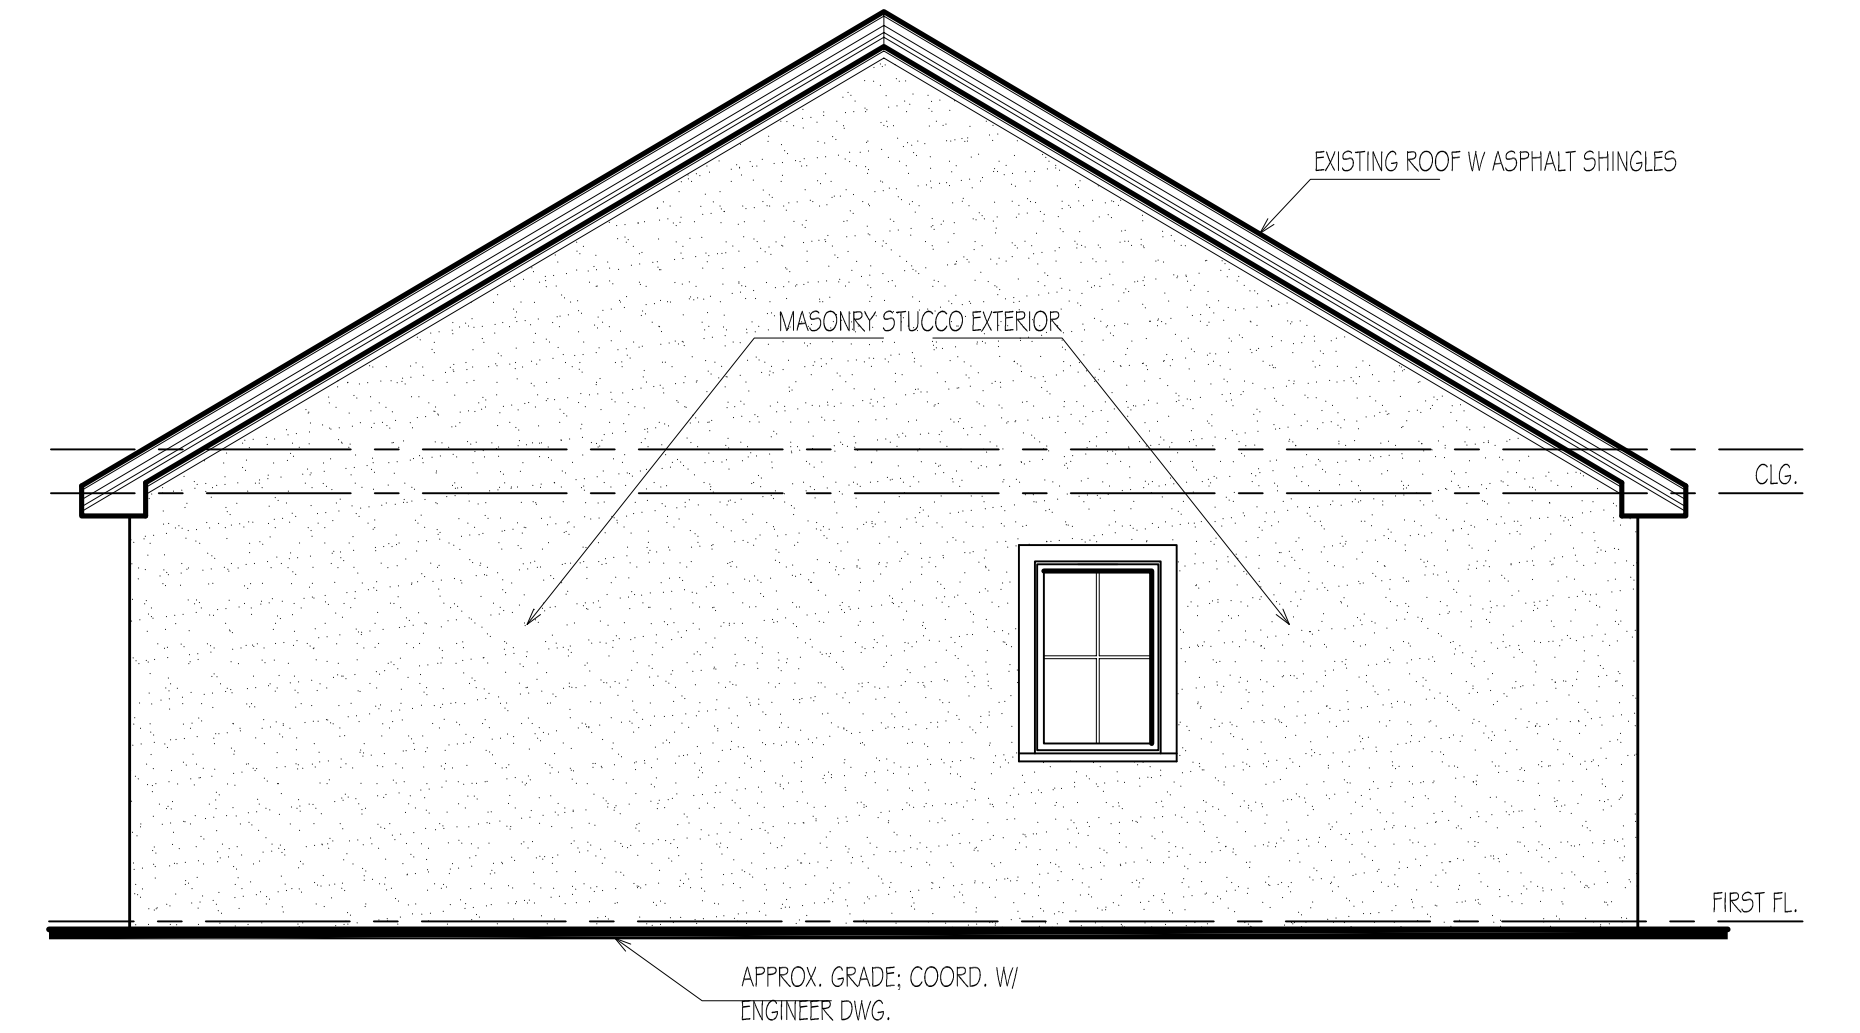 EXISTING ROOF W ASPHALT SHINGLES
MASONRY STUCCO EXTERIOR
CLG.
FIRST FL.
APPROX. GRADE; COORD. W/
ENGINEER DWG.